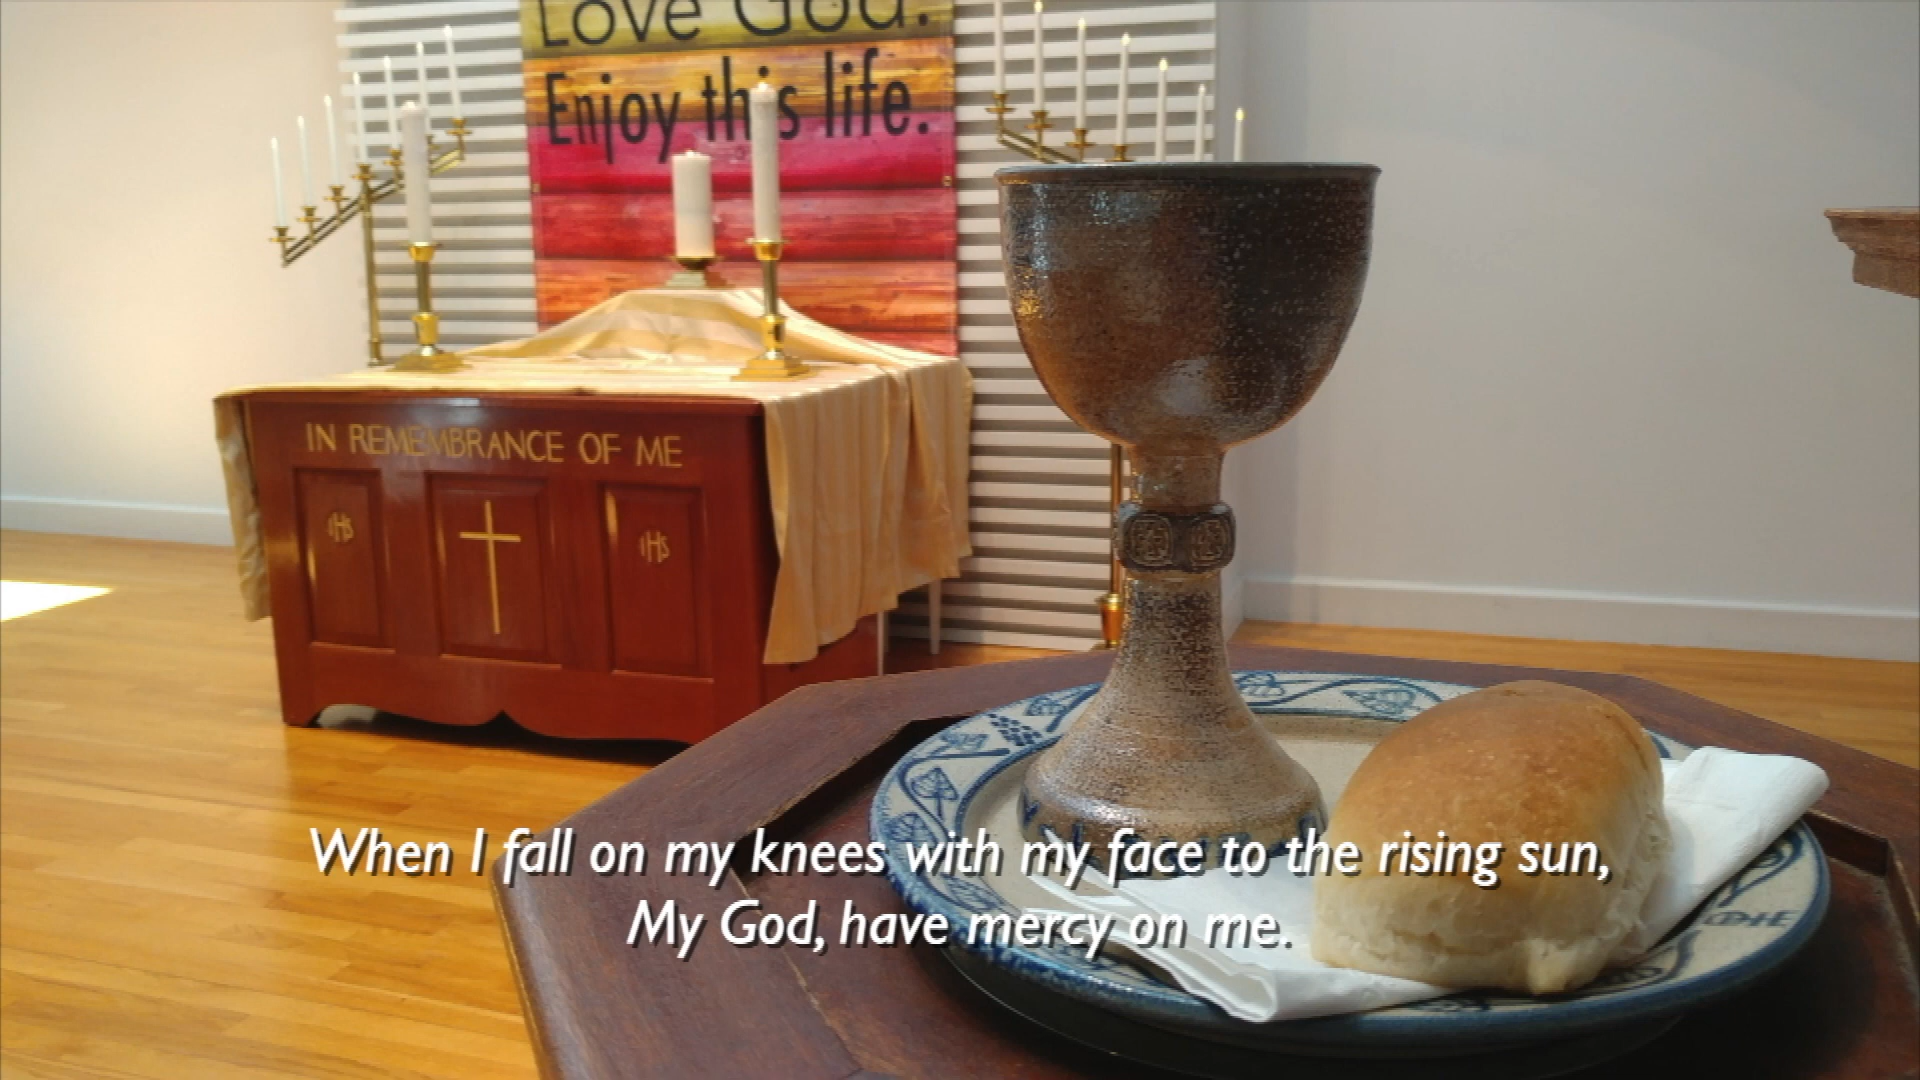 Love God.
Enjoy this life.
IN REMEMBRANCE OF ME
IHS
IHS
When I fall on my knees with my face to the rising sun,
My God, have mercy on me.